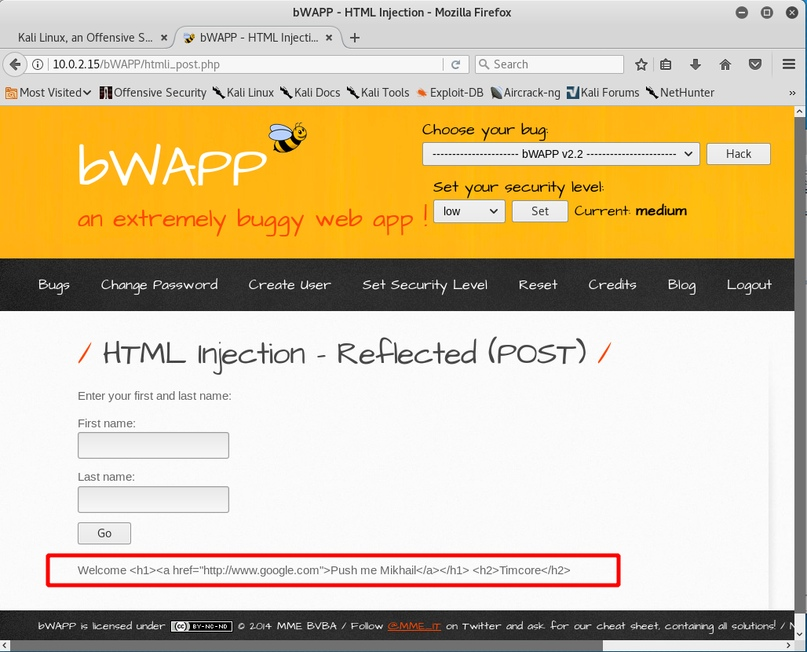 bWAPP - HTML Injection - Mozilla Firefox
Kali Linux, an Offensive S... × bWAPP - HTML Injecti... × +
10.0.2.15/bWAPP/htmli_post.php Search
Most Visited Offensive Security Kali Linux Kali Docs Kali Tools Exploit-DB Aircrack-ng Kali Forums NetHunter »
bWAPP
an extremely buggy web app !
Choose your bug:
---------------------- bWAPP v2.2 ----------------------- Hack
Set your security level:
low Set Current: medium
Bugs Change Password Create User Set Security Level Reset Credits Blog Logout
/ HTML Injection - Reflected (POST) /
Enter your first and last name:
First name:
Last name:
Go
Welcome <h1><a href="http://www.google.com">Push me Mikhail</a></h1> <h2>Timcore</h2>
bWAPP is licensed under (cc) BY-NC-ND © 2014 MME BVBA / Follow @MME_IT on Twitter and ask for our cheat sheet, containing all solutions! / N